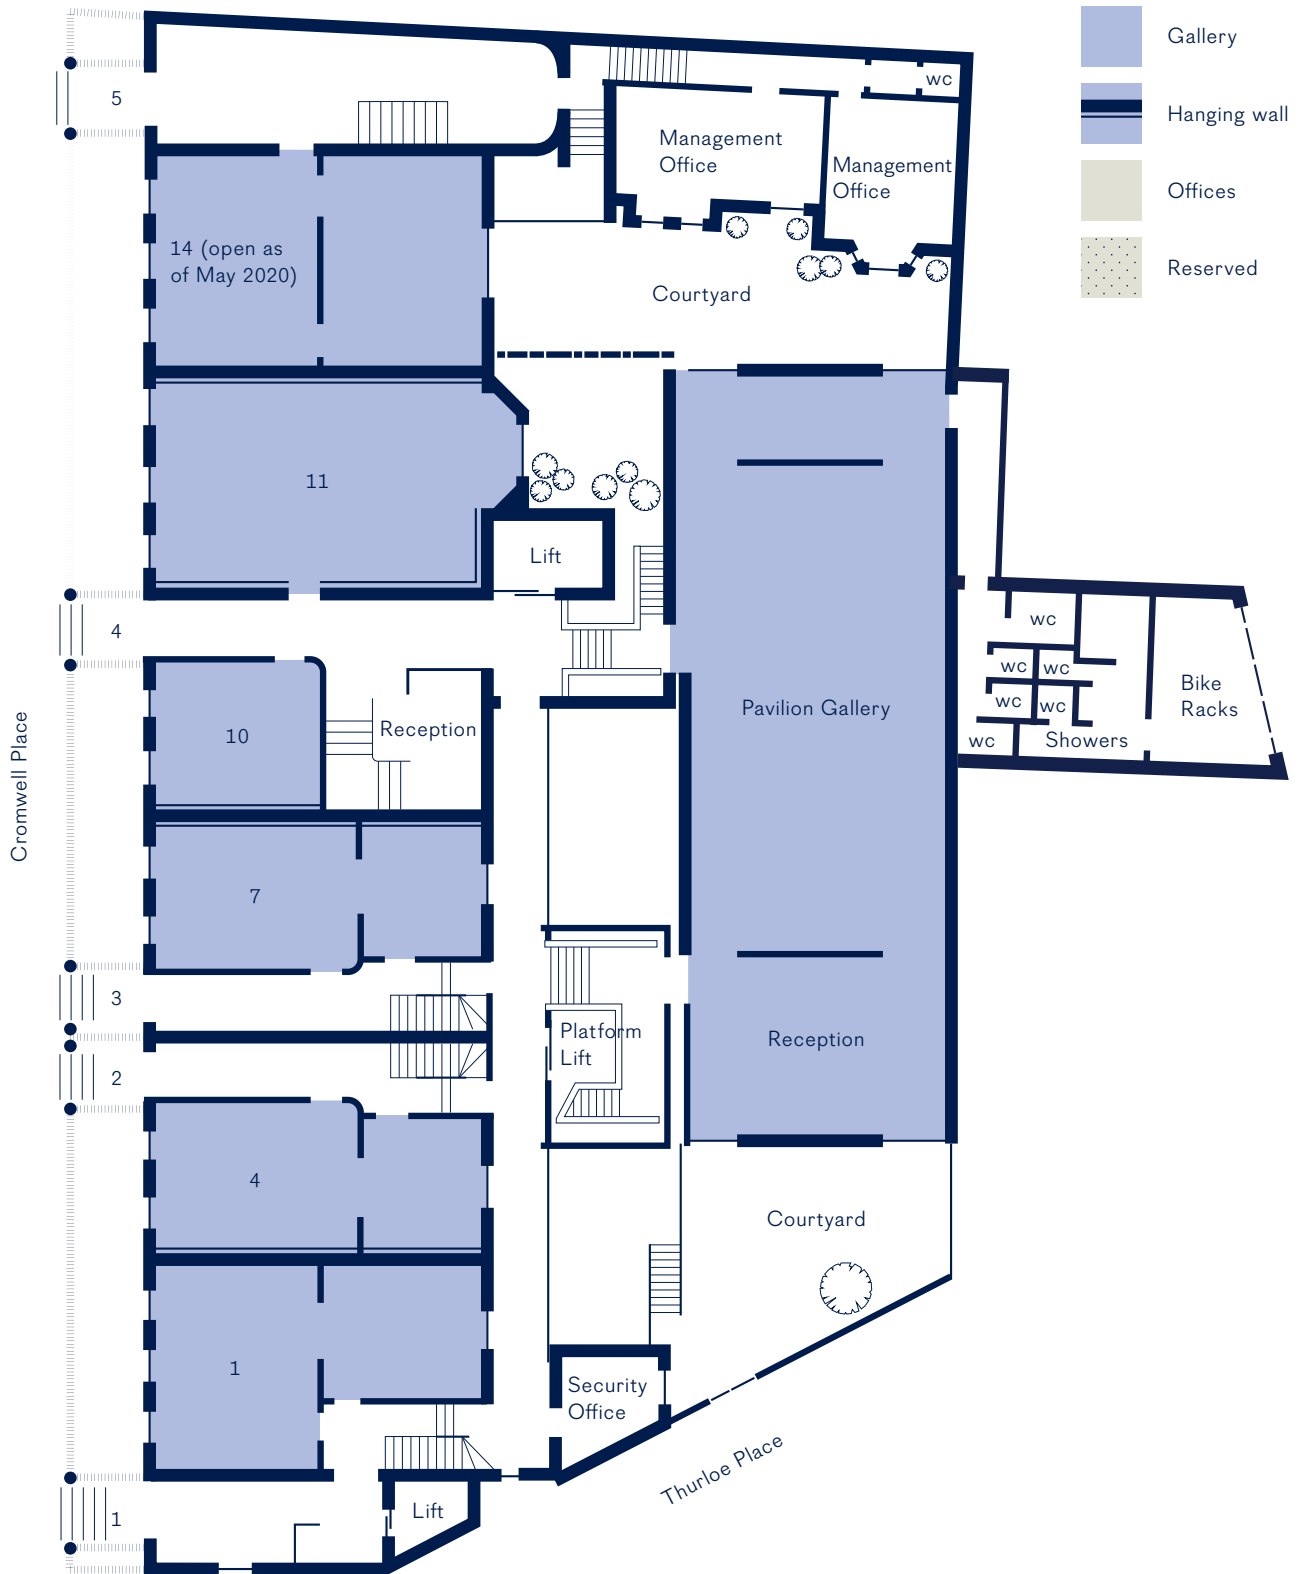 Gallery
Hanging wall
Offices
Reserved
5
wc
Management
Office
Management
Office
14 (open as
of May 2020)
Courtyard
11
Lift
4
wc
wc
wc
wc
wc
wc
Showers
Bike
Racks
10
Reception
Pavilion Gallery
Cromwell Place
7
3
Platform
Lift
Reception
2
4
Courtyard
1
Security
Office
Thurloe Place
Lift
1